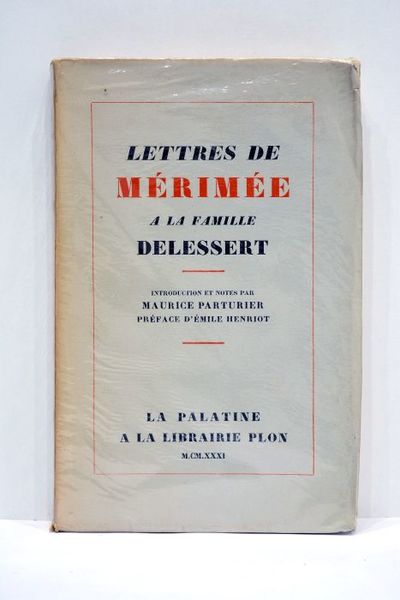 LETTRES DE
MÉRIMÉE
A LA FAMILLE
DELESSERT
INTRODUCTION ET NOTES PAR
MAURICE PARTURIER
PRÉFACE D'ÉMILE HENRIOT
LA PALATINE
A LA LIBRAIRIE PLON
M.CM.XXXI